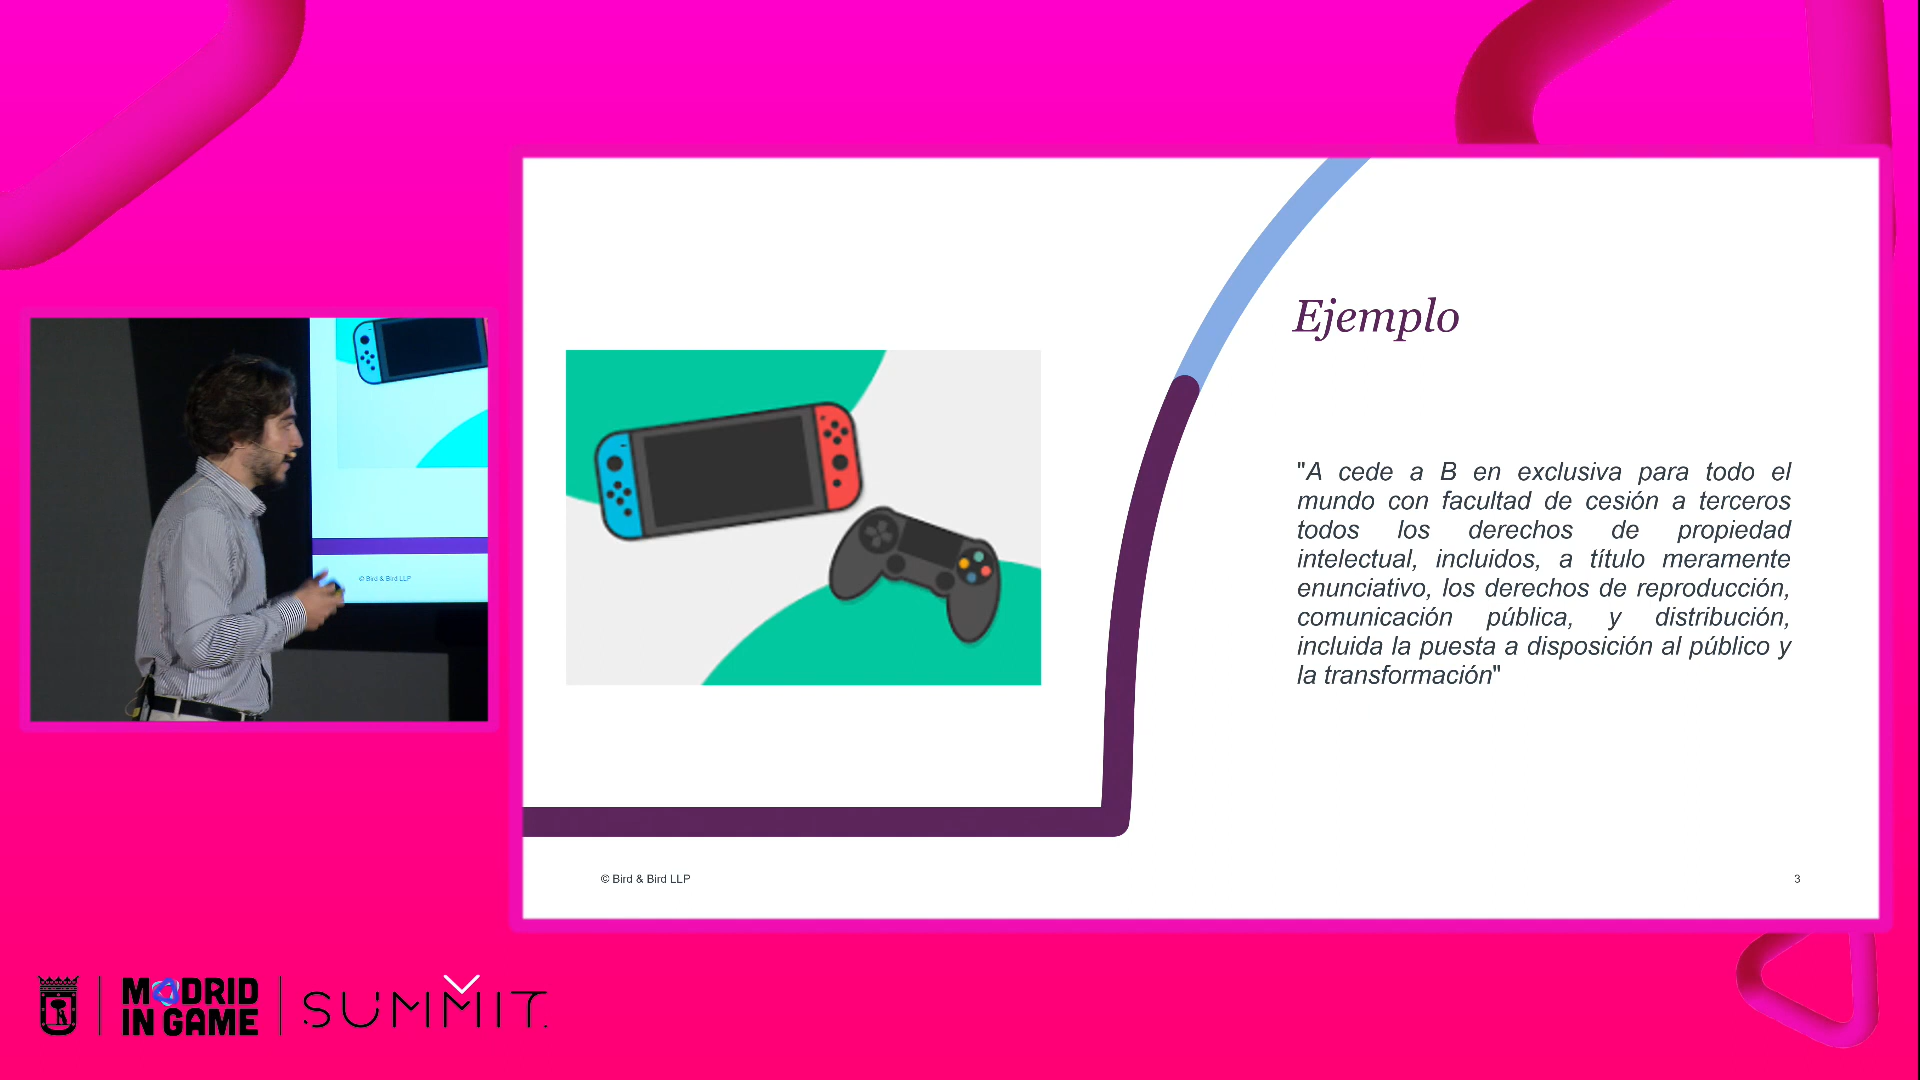 Ejemplo
"A cede a B en exclusiva para todo el
mundo con facultad de cesión a terceros
todos los derechos de propiedad
intelectual, incluidos, a título meramente
enunciativo, los derechos de reproducción,
comunicación pública, y distribución,
incluida la puesta a disposición al público y
la transformación"
© Bird & Bird LLP
3
© Bird & Bird LLP
MADRID
IN GAME
SUMMIT.